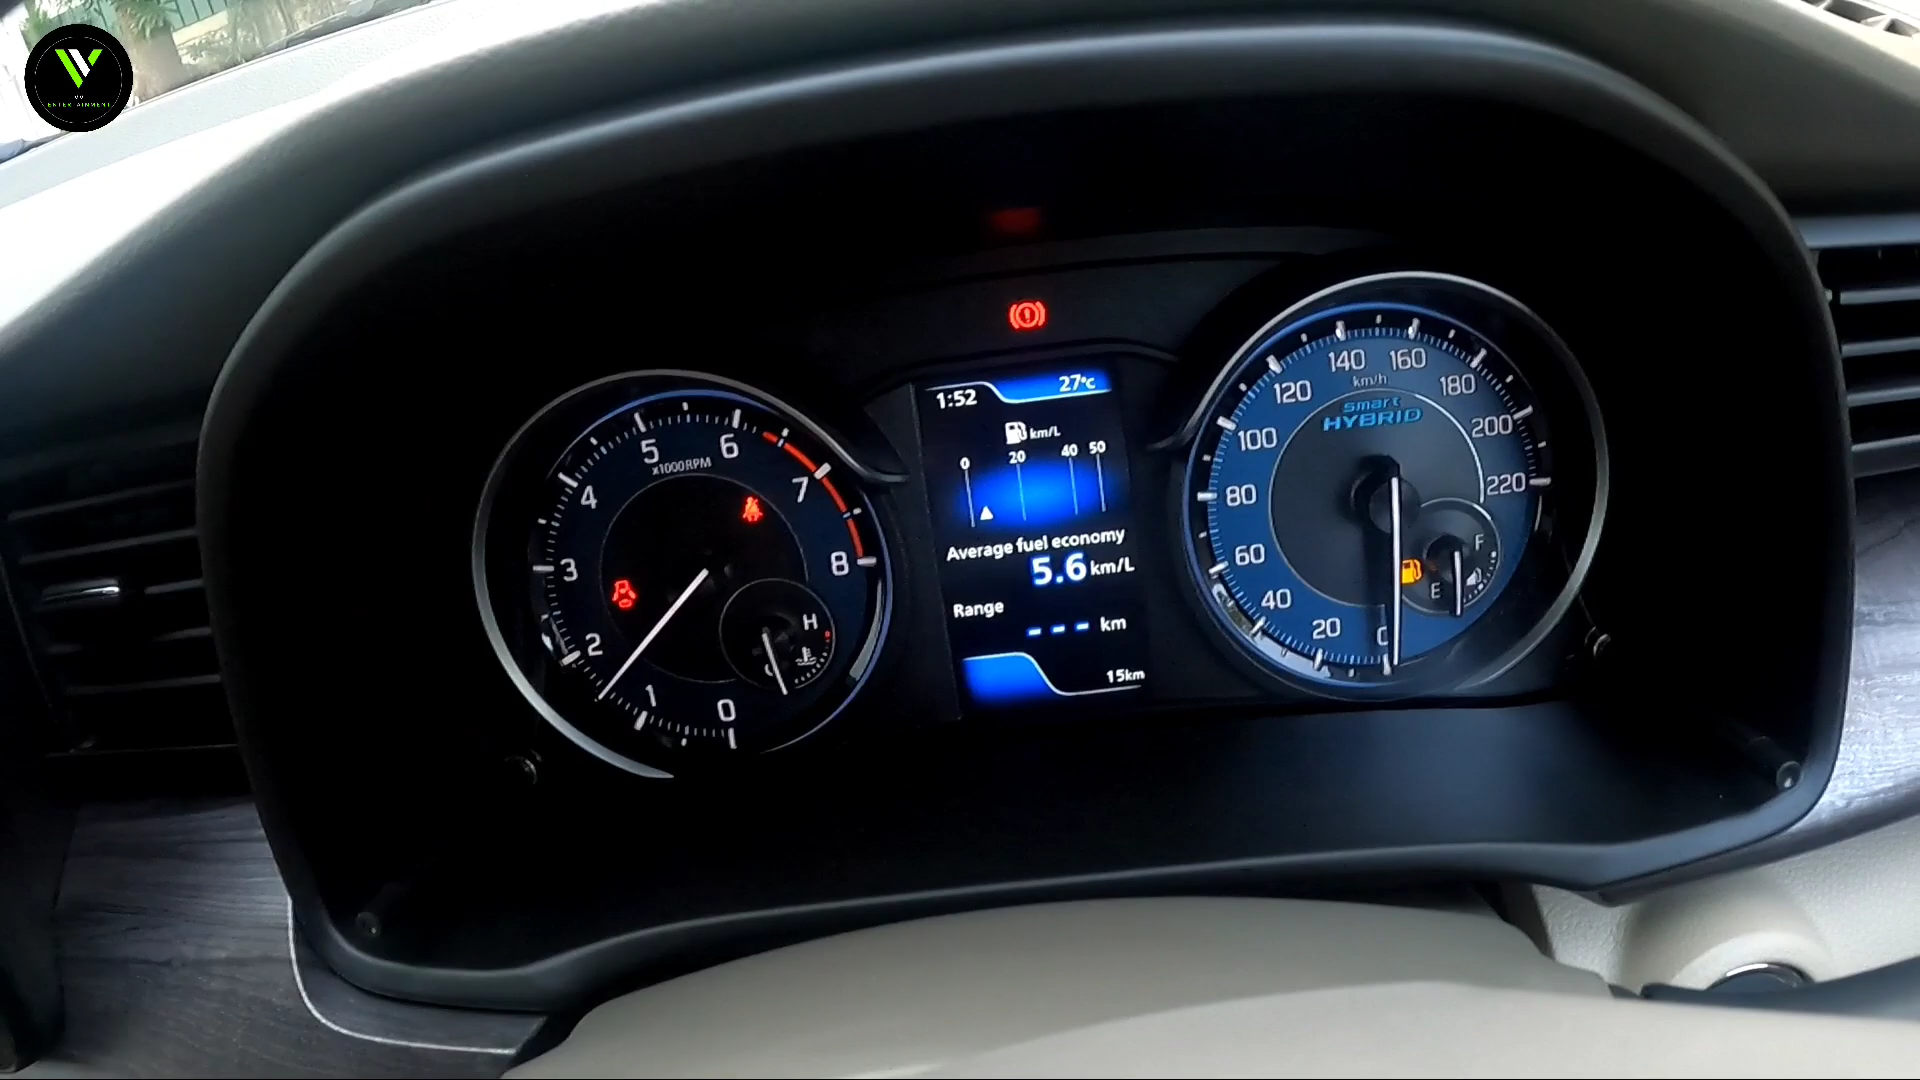 VV
ENTERTAINMENT
0
1
2
3
4
5
6
7
8
x1000RPM
H
1:52
27°C
km/L
0 20 40 50
Average fuel economy
5.6 km/L
Range
--- km
15km
0
20
40
60
80
100
120
140
160
180
200
220
km/h
smart
HYBRID
F
E